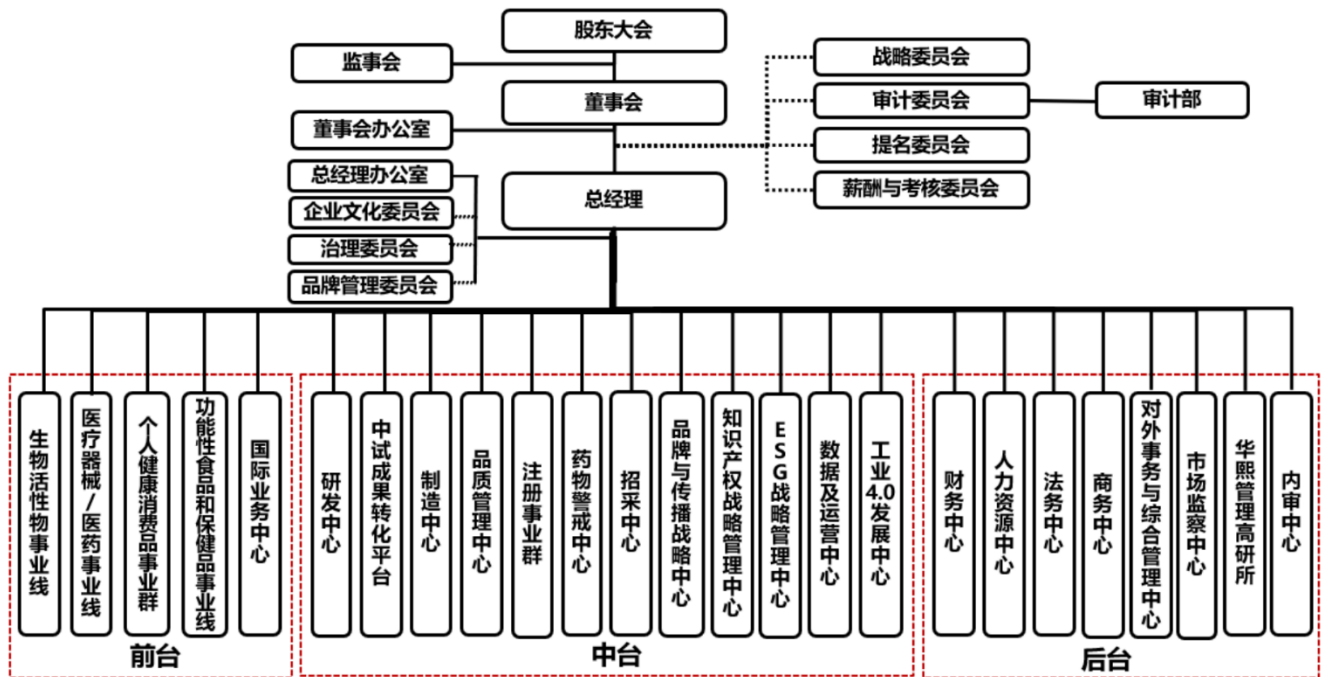 股东大会
监事会
战略委员会
董事会
审计委员会
审计部
董事会办公室
提名委员会
总经理办公室
总经理
薪酬与考核委员会
企业文化委员会
治理委员会
品牌管理委员会
生物活性物事业线
医疗器械/医药事业线
个人健康消费品事业群
功能性食品和保健品事业线
国际业务中心
研发中心
中试成果转化平台
制造中心
品质管理中心
注册事业群
药物警戒中心
招采中心
品牌与传播战略中心
知识产权战略管理中心
ESG战略管理中心
数据及运营中心
工业4.0发展中心
财务中心
人力资源中心
法务中心
商务中心
对外事务与综合管理中心
市场监察中心
华熙管理高研所
内审中心
前台
中台
后台